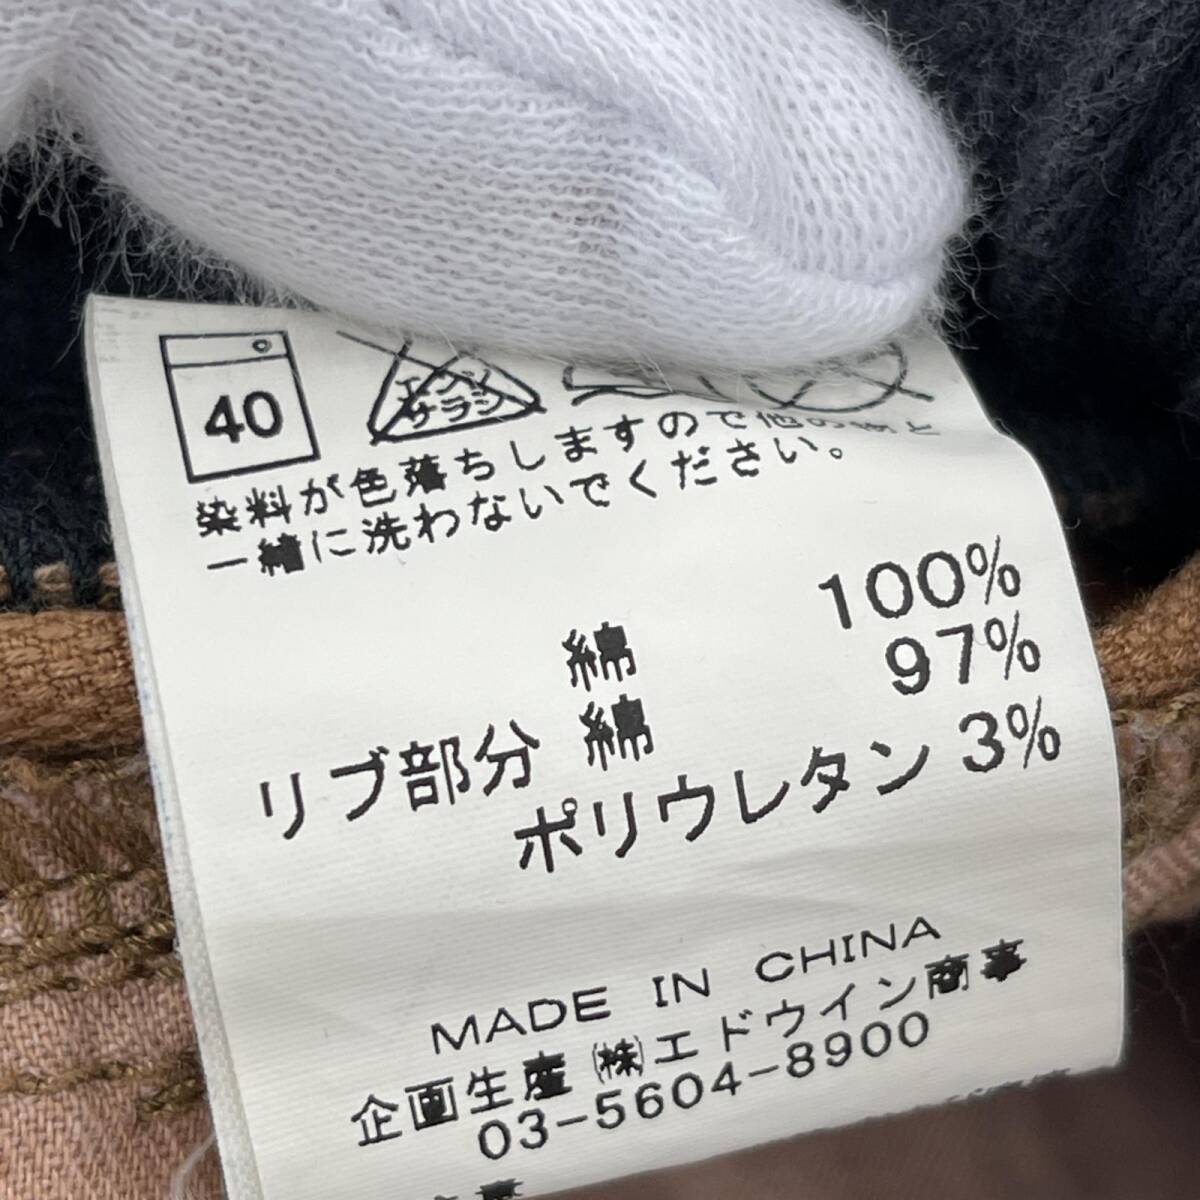 40
エンソ
サラシ
染料が色落ちしますので他の物と
一緒に洗わないでください。
綿 100%
リブ部分 綿 97%
ポリウレタン 3%
MADE IN CHINA
企画生産 ㈱エドウイン商事
03-5604-8900